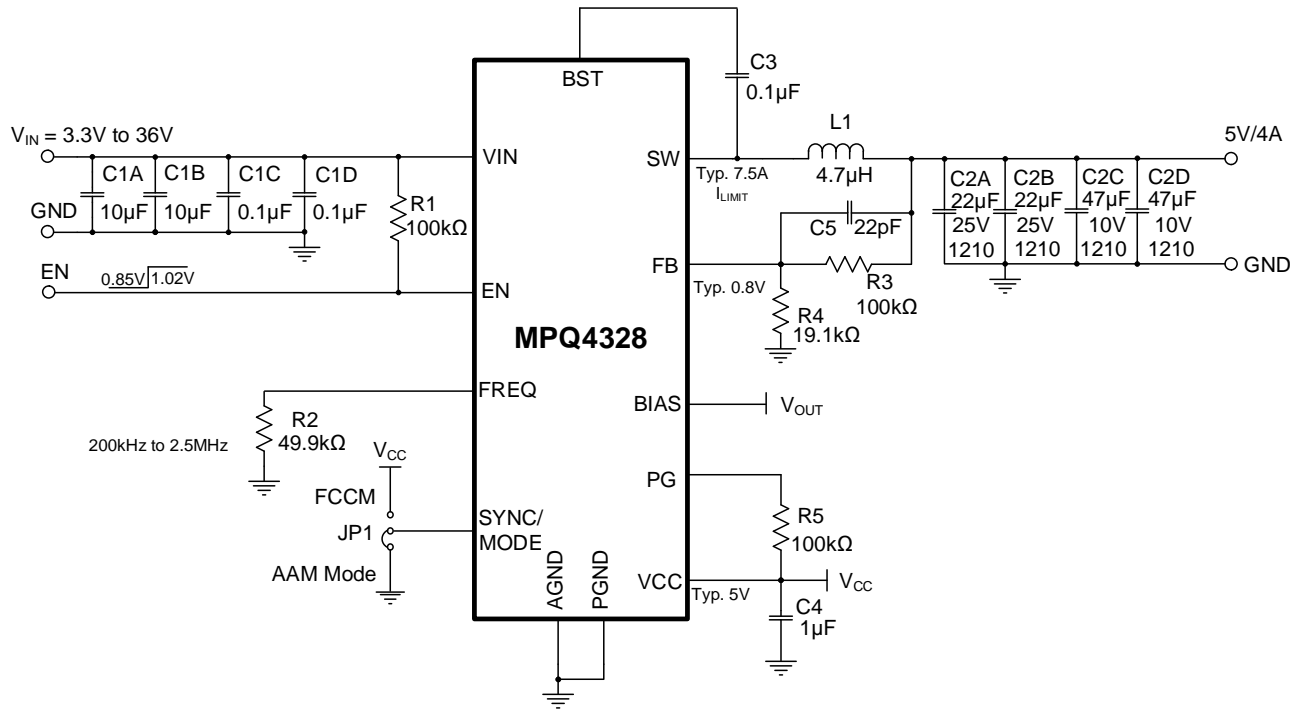 BST
C3
0.1µF
V_IN = 3.3V to 36V
VIN
C1A
10µF
C1B
10µF
C1C
0.1µF
C1D
0.1µF
R1
100kΩ
GND
EN
0.85V 1.02V
EN
SW
Typ. 7.5A
I_LIMIT
L1
4.7µH
5V/4A
C5
22pF
C2A
22µF
25V
1210
C2B
22µF
25V
1210
C2C
47µF
10V
1210
C2D
47µF
10V
1210
GND
FB
Typ. 0.8V
R3
100kΩ
R4
19.1kΩ
MPQ4328
FREQ
R2
49.9kΩ
200kHz to 2.5MHz
BIAS
V_OUT
V_CC
FCCM
JP1
AAM Mode
SYNC/
MODE
PG
R5
100kΩ
VCC
Typ. 5V
V_CC
C4
1µF
AGND
PGND